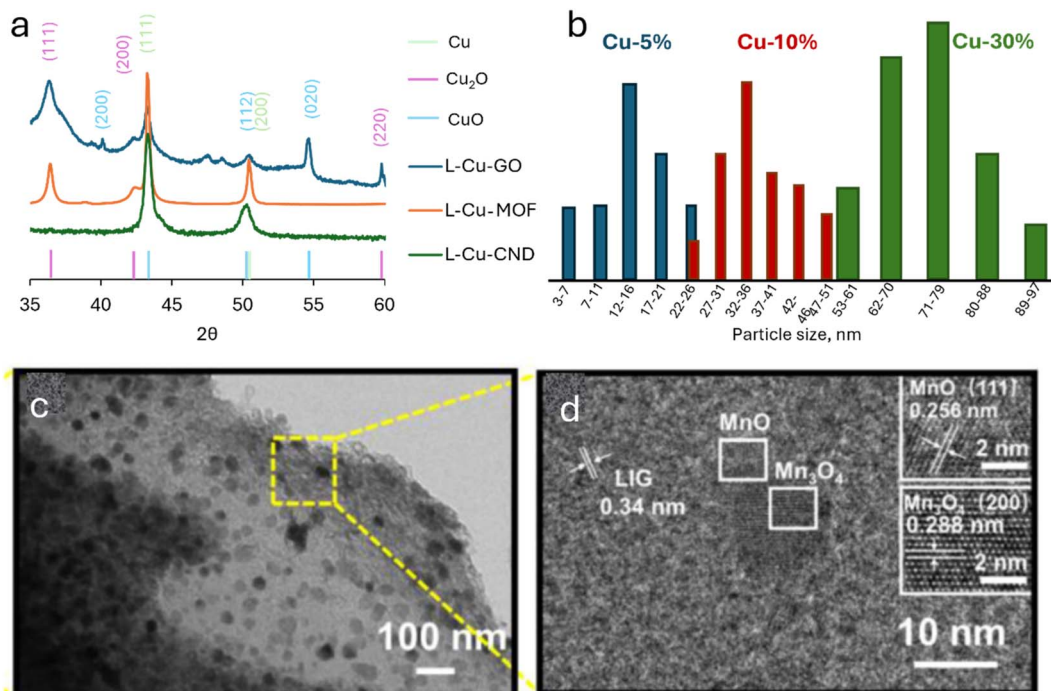 a
(111)
(200)
(200)
(111)
(112)
(200)
(020)
(220)
Cu
Cu₂O
CuO
L-Cu-GO
L-Cu-MOF
L-Cu-CND
35 40 45 50 55 60
2θ
b
Cu-5% Cu-10% Cu-30%
3-7
7-11
12-16
17-21
22-26
27-31
32-36
37-41
42-
46
47-51
53-61
62-70
71-79
80-88
89-97
Particle size, nm
c
100 nm
d
LIG
0.34 nm
MnO
Mn₃O₄
MnO (111)
0.256 nm
2 nm
Mn₃O₄ (200)
0.288 nm
2 nm
10 nm